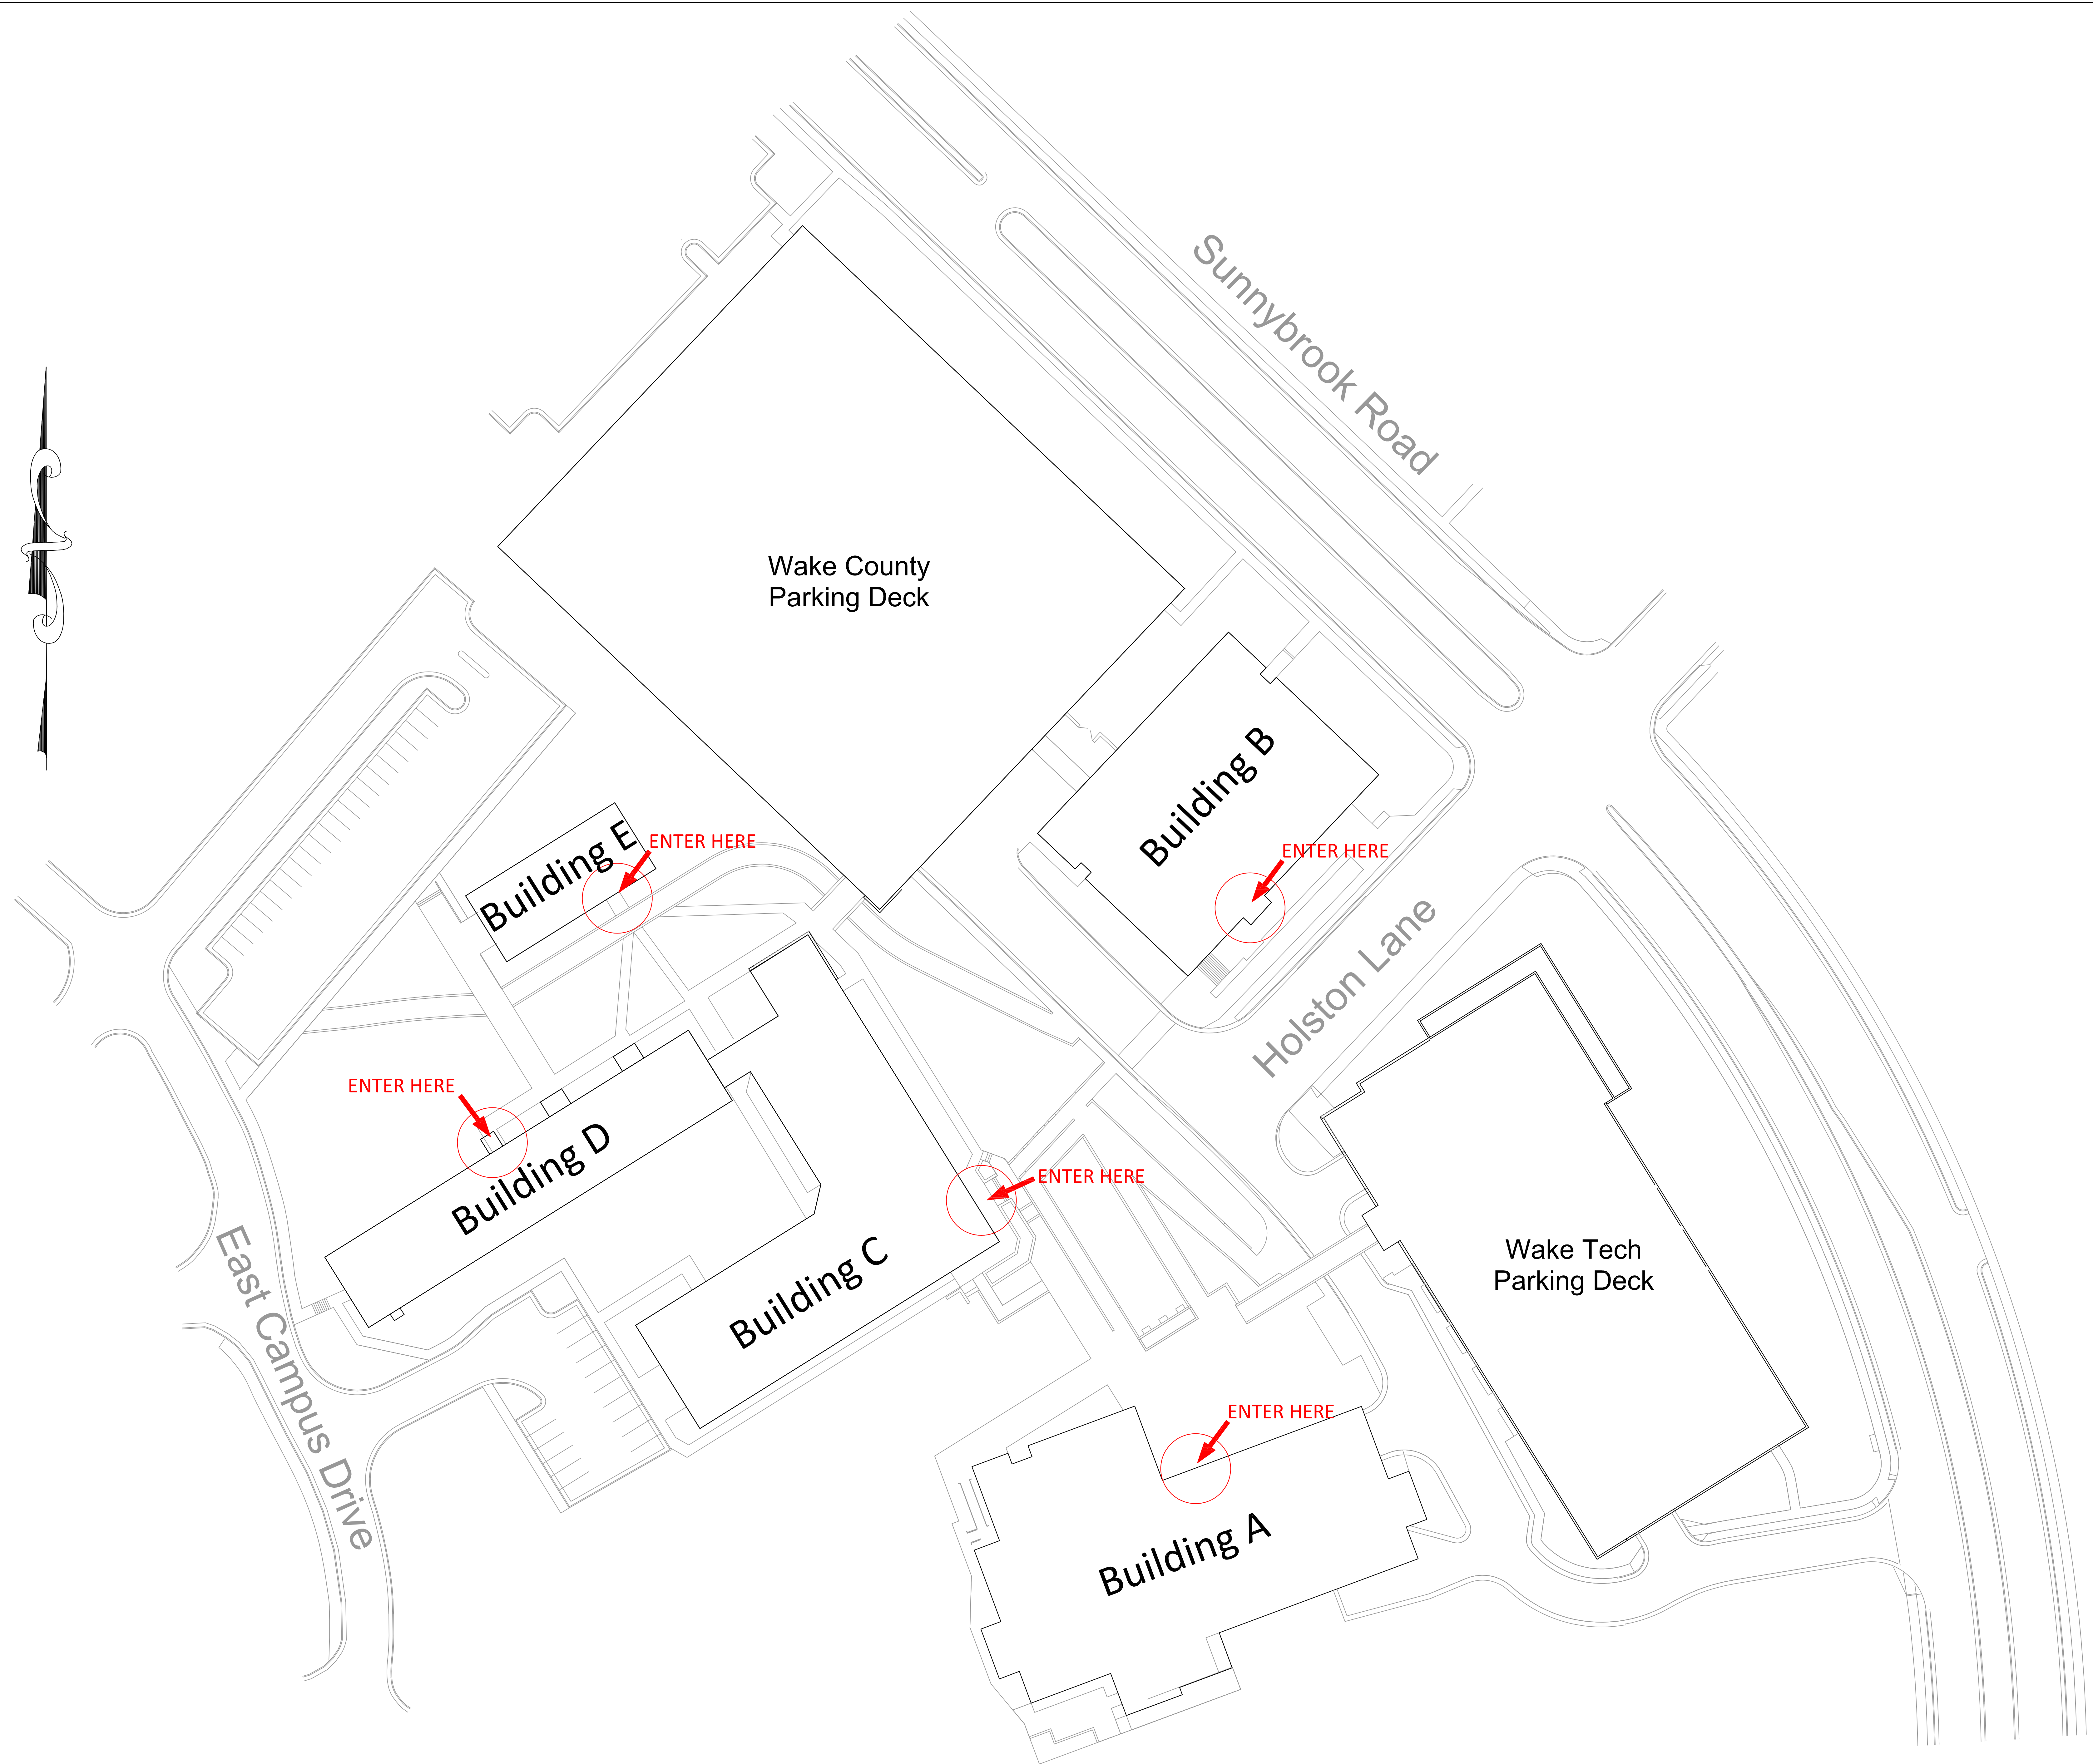 Sunnybrook Road
Wake County
Parking Deck
Building B
Building E
ENTER HERE
ENTER HERE
Holston Lane
ENTER HERE
Building D
ENTER HERE
Building C
Wake Tech
Parking Deck
East Campus Drive
ENTER HERE
Building A